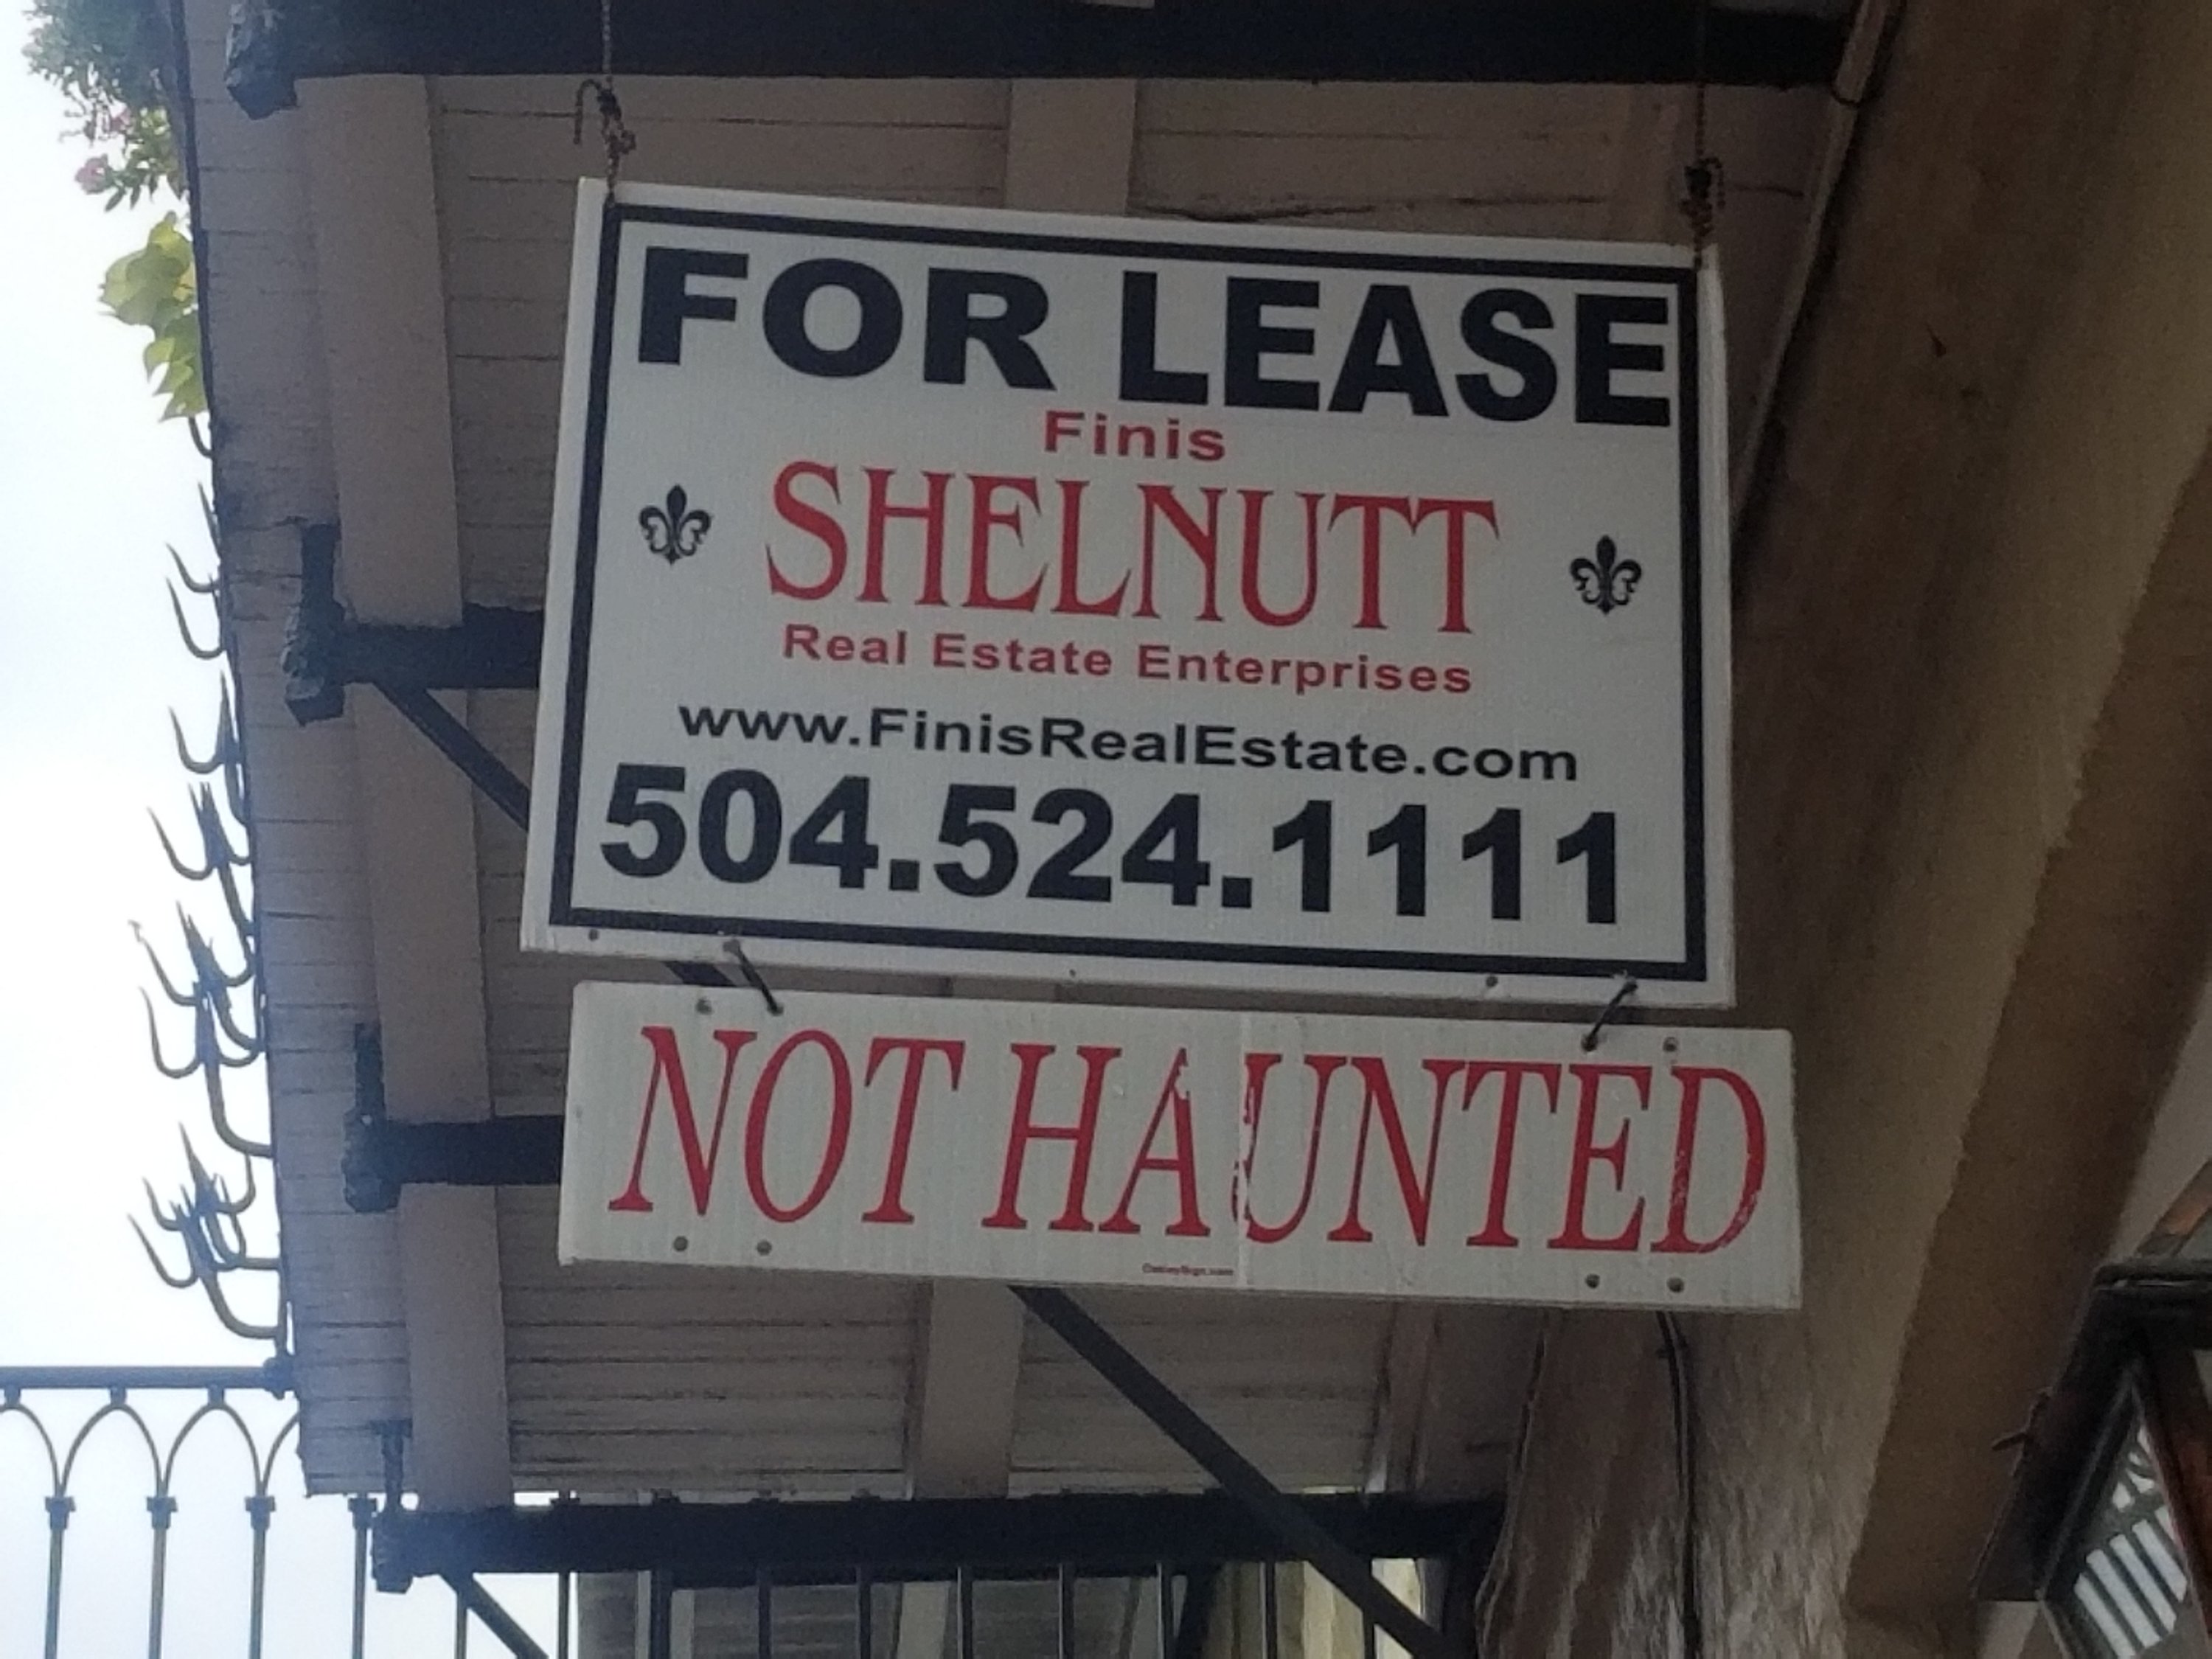 FOR LEASE
Finis
SHELNUTT
Real Estate Enterprises
www.FinisRealEstate.com
504.524.1111
NOT HAUNTED